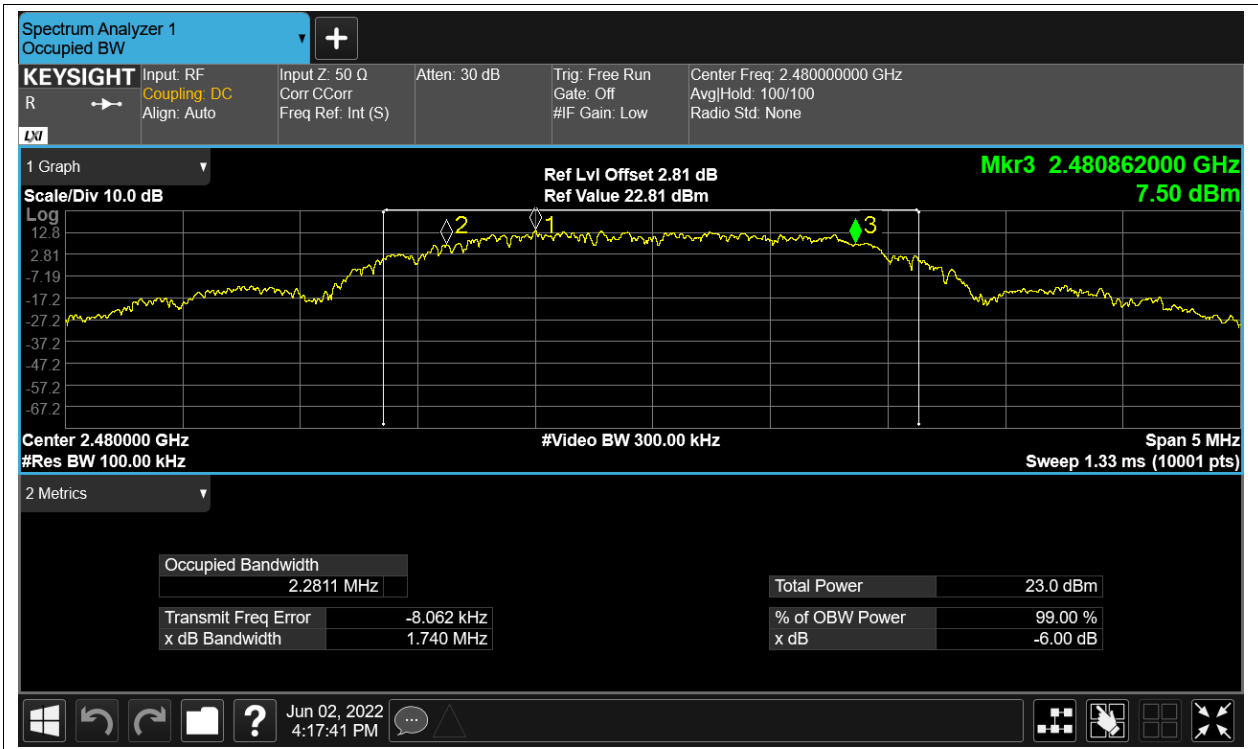 Spectrum Analyzer 1
Occupied BW
KEYSIGHT
R
LXI
Input: RF
Coupling: DC
Align: Auto
Input Z: 50 Ω
Corr CCorr
Freq Ref: Int (S)
Atten: 30 dB
Trig: Free Run
Gate: Off
#IF Gain: Low
Center Freq: 2.480000000 GHz
Avg|Hold: 100/100
Radio Std: None
1 Graph
Scale/Div 10.0 dB
Ref Lvl Offset 2.81 dB
Ref Value 22.81 dBm
Mkr3 2.480862000 GHz
7.50 dBm
Log
12.8
2.81
-7.19
-17.2
-27.2
-37.2
-47.2
-57.2
-67.2
2
1
3
Center 2.480000 GHz
#Res BW 100.00 kHz
#Video BW 300.00 kHz
Span 5 MHz
Sweep 1.33 ms (10001 pts)
2 Metrics
Occupied Bandwidth
2.2811 MHz
Transmit Freq Error -8.062 kHz
x dB Bandwidth 1.740 MHz
Total Power 23.0 dBm
% of OBW Power 99.00 %
x dB -6.00 dB
?
Jun 02, 2022
4:17:41 PM